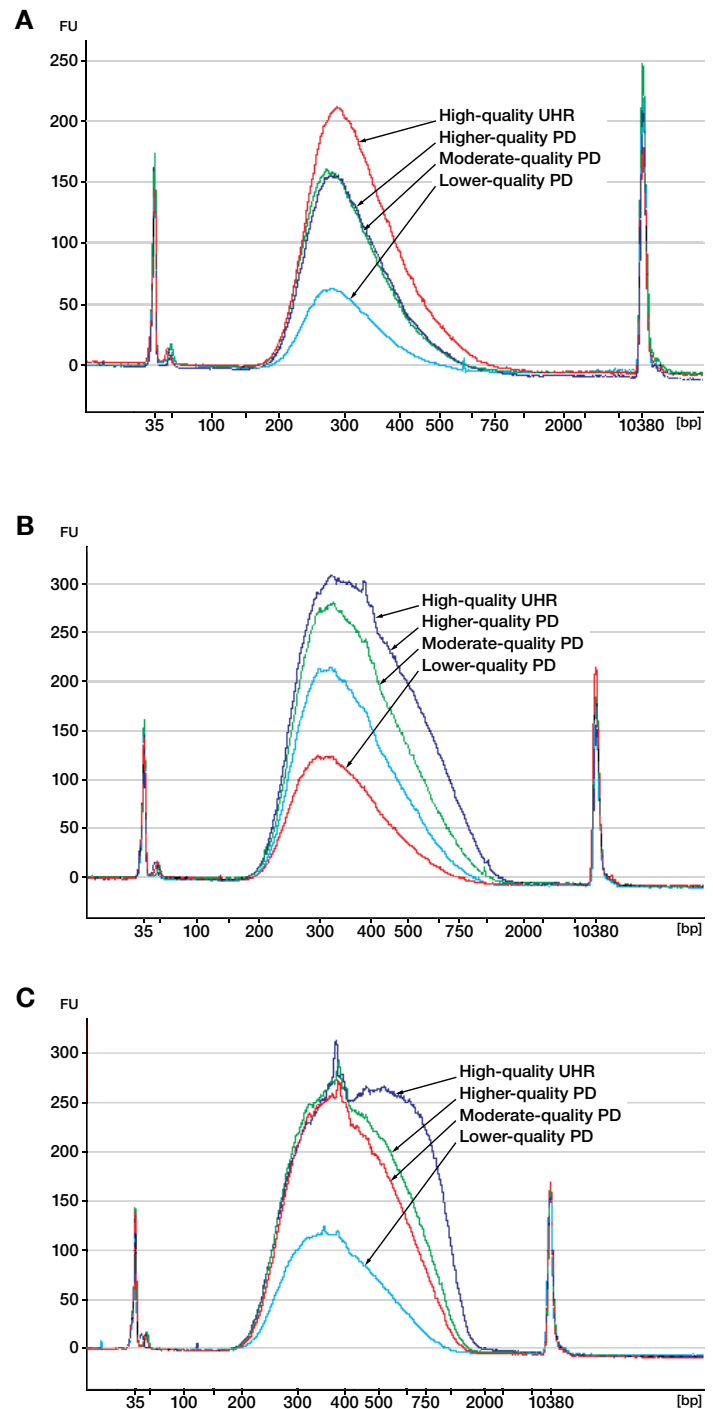 A
FU
250
200
150
100
50
0
High-quality UHR
Higher-quality PD
Moderate-quality PD
Lower-quality PD
35 100 200 300 400 500 750 2000 10380 [bp]
B
FU
300
250
200
150
100
50
0
High-quality UHR
Higher-quality PD
Moderate-quality PD
Lower-quality PD
35 100 200 300 400 500 750 2000 10380 [bp]
C
FU
300
250
200
150
100
50
0
High-quality UHR
Higher-quality PD
Moderate-quality PD
Lower-quality PD
35 100 200 300 400 500 750 2000 10380 [bp]